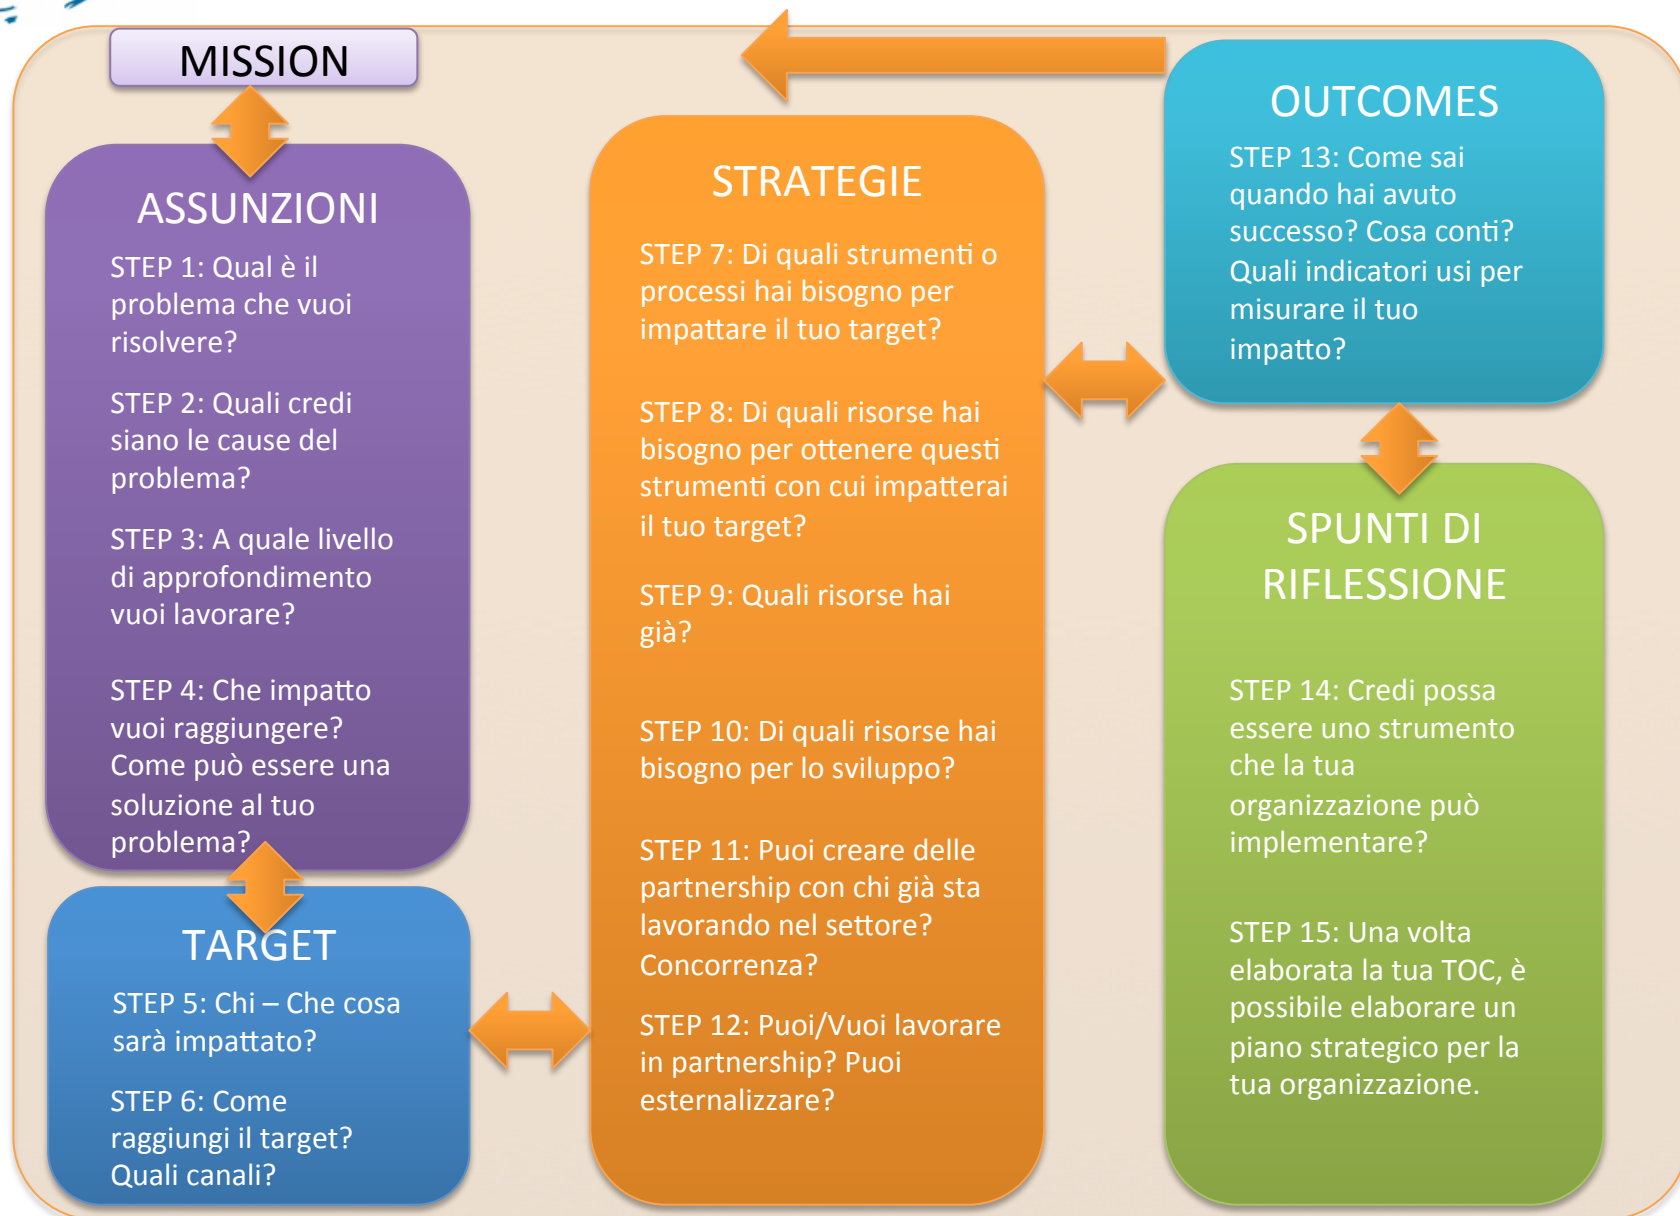 MISSION
ASSUNZIONI
STEP 1: Qual è il
problema che vuoi
risolvere?
STEP 2: Quali credi
siano le cause del
problema?
STEP 3: A quale livello
di approfondimento
vuoi lavorare?
STEP 4: Che impatto
vuoi raggiungere?
Come può essere una
soluzione al tuo
problema?
TARGET
STEP 5: Chi – Che cosa
sarà impattato?
STEP 6: Come
raggiungi il target?
Quali canali?
STRATEGIE
STEP 7: Di quali strumenti o
processi hai bisogno per
impattare il tuo target?
STEP 8: Di quali risorse hai
bisogno per ottenere questi
strumenti con cui impatterai
il tuo target?
STEP 9: Quali risorse hai
già?
STEP 10: Di quali risorse hai
bisogno per lo sviluppo?
STEP 11: Puoi creare delle
partnership con chi già sta
lavorando nel settore?
Concorrenza?
STEP 12: Puoi/Vuoi lavorare
in partnership? Puoi
esternalizzare?
OUTCOMES
STEP 13: Come sai
quando hai avuto
successo? Cosa conti?
Quali indicatori usi per
misurare il tuo
impatto?
SPUNTI DI
RIFLESSIONE
STEP 14: Credi possa
essere uno strumento
che la tua
organizzazione può
implementare?
STEP 15: Una volta
elaborata la tua TOC, è
possibile elaborare un
piano strategico per la
tua organizzazione.